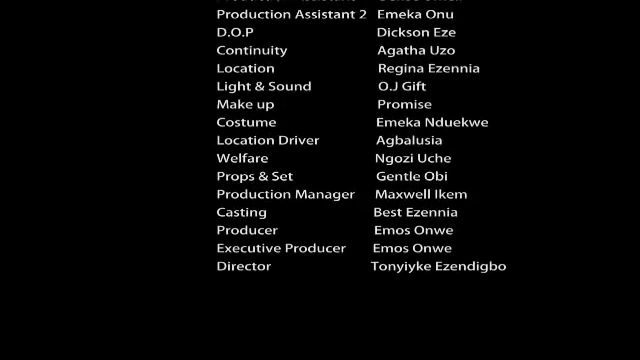 Production Assistant 2 Emeka Onu
D.O.P Dickson Eze
Continuity Agatha Uzo
Location Regina Ezennia
Light & Sound O.J Gift
Make up Promise
Costume Emeka Nduekwe
Location Driver Agbalusia
Welfare Ngozi Uche
Props & Set Gentle Obi
Production Manager Maxwell Ikem
Casting Best Ezennia
Producer Emos Onwe
Executive Producer Emos Onwe
Director Tonyiyke Ezendigbo